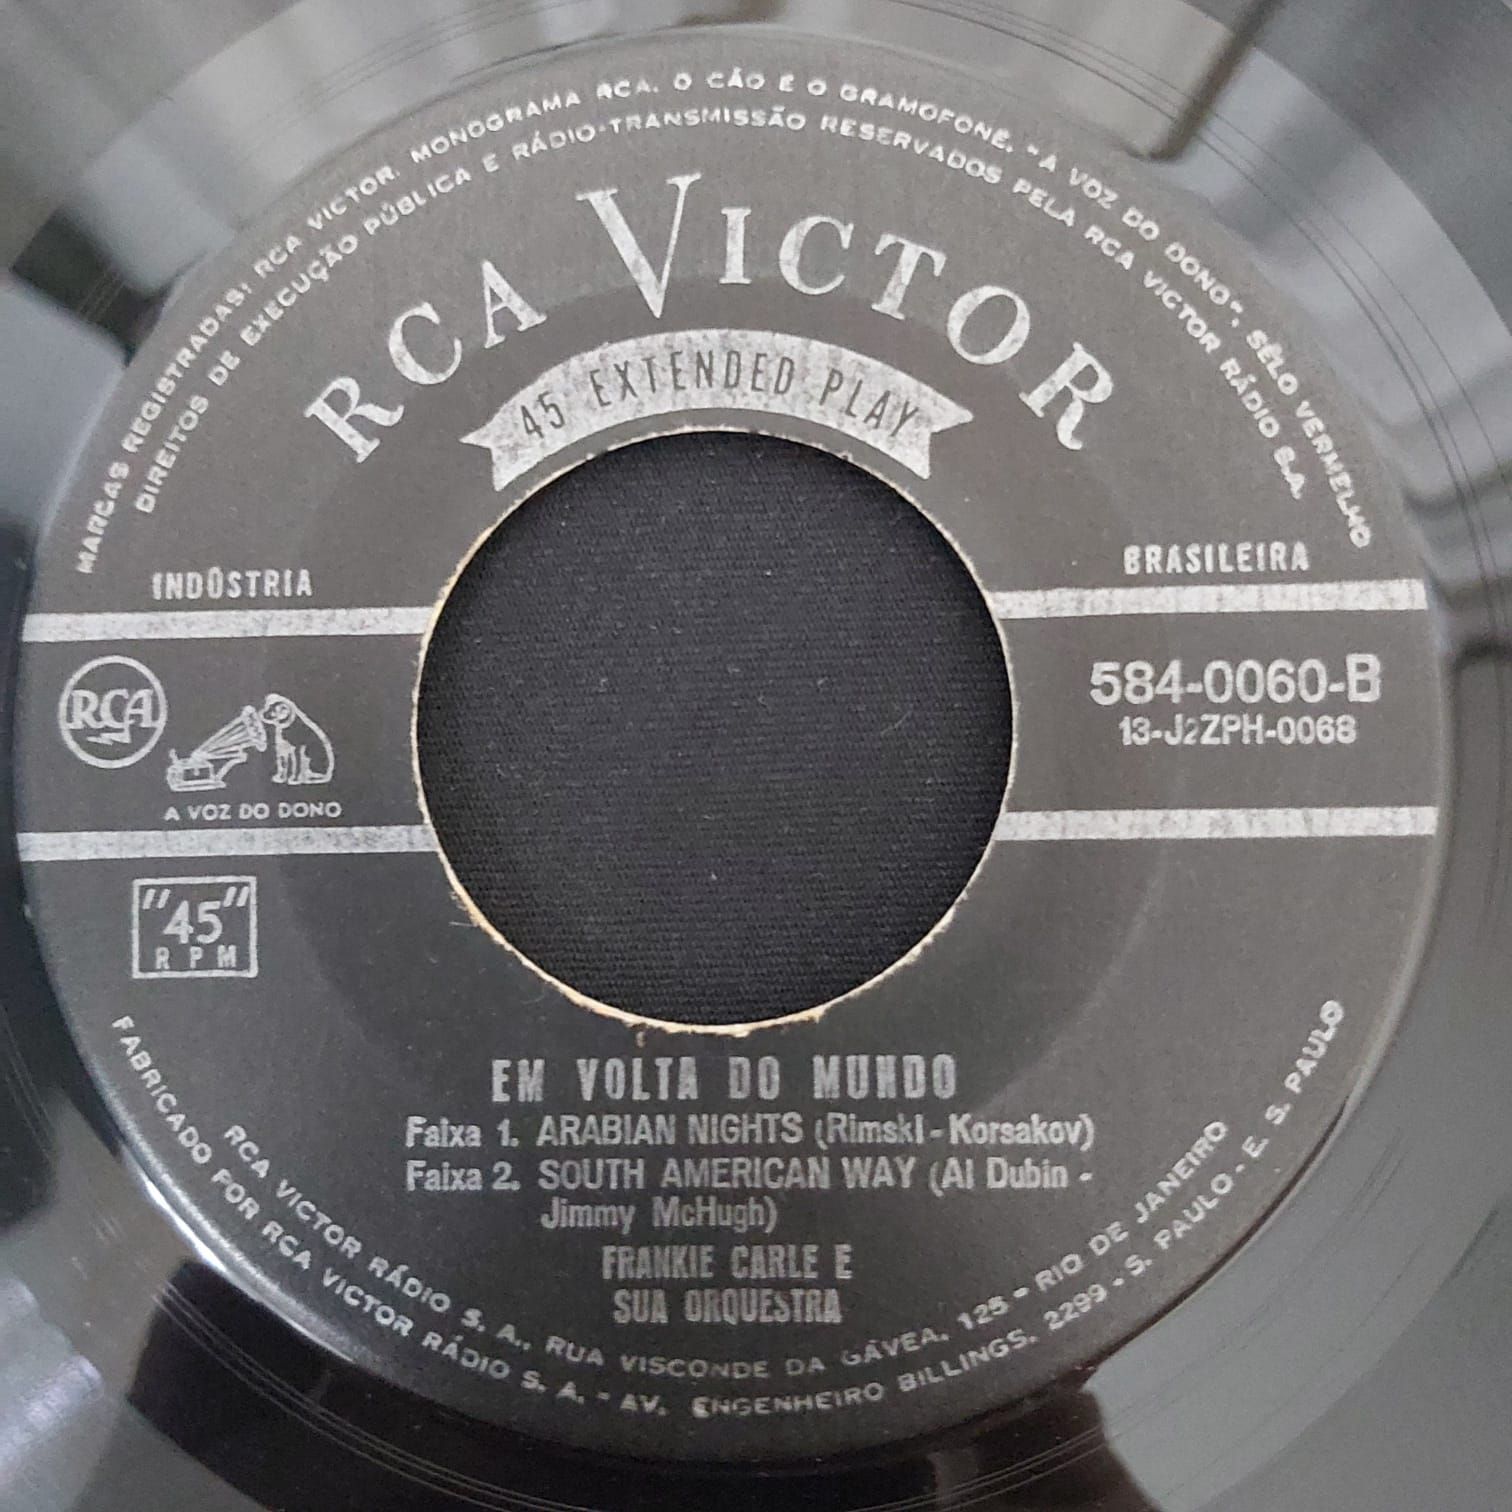 MARCAS REGISTRADAS: RCA VICTOR. MONOGRAMA RCA. O CÃO E O GRAMOFONE. "A VOZ DO DONO". SÊLO VERMELHO
DIREITOS DE EXECUÇÃO PÚBLICA E RÁDIO-TRANSMISSÃO RESERVADOS PELA RCA VICTOR RÁDIO S.A.
RCA VICTOR
45 EXTENDED PLAY
INDÚSTRIA
BRASILEIRA
RCA
A VOZ DO DONO
584-0060-B
13-J2ZPH-0068
"45"
RPM
EM VOLTA DO MUNDO
Faixa 1. ARABIAN NIGHTS (Rimski-Korsakov)
Faixa 2. SOUTH AMERICAN WAY (Al Dubin -
Jimmy McHugh)
FRANKIE CARLE E
SUA ORQUESTRA
RCA VICTOR RÁDIO S. A., RUA VISCONDE DA GÁVEA, 125 - RIO DE JANEIRO
FABRICADO POR RCA VICTOR RÁDIO S. A. - AV. ENGENHEIRO BILLINGS, 2299 - S. PAULO - E. S. PAULO